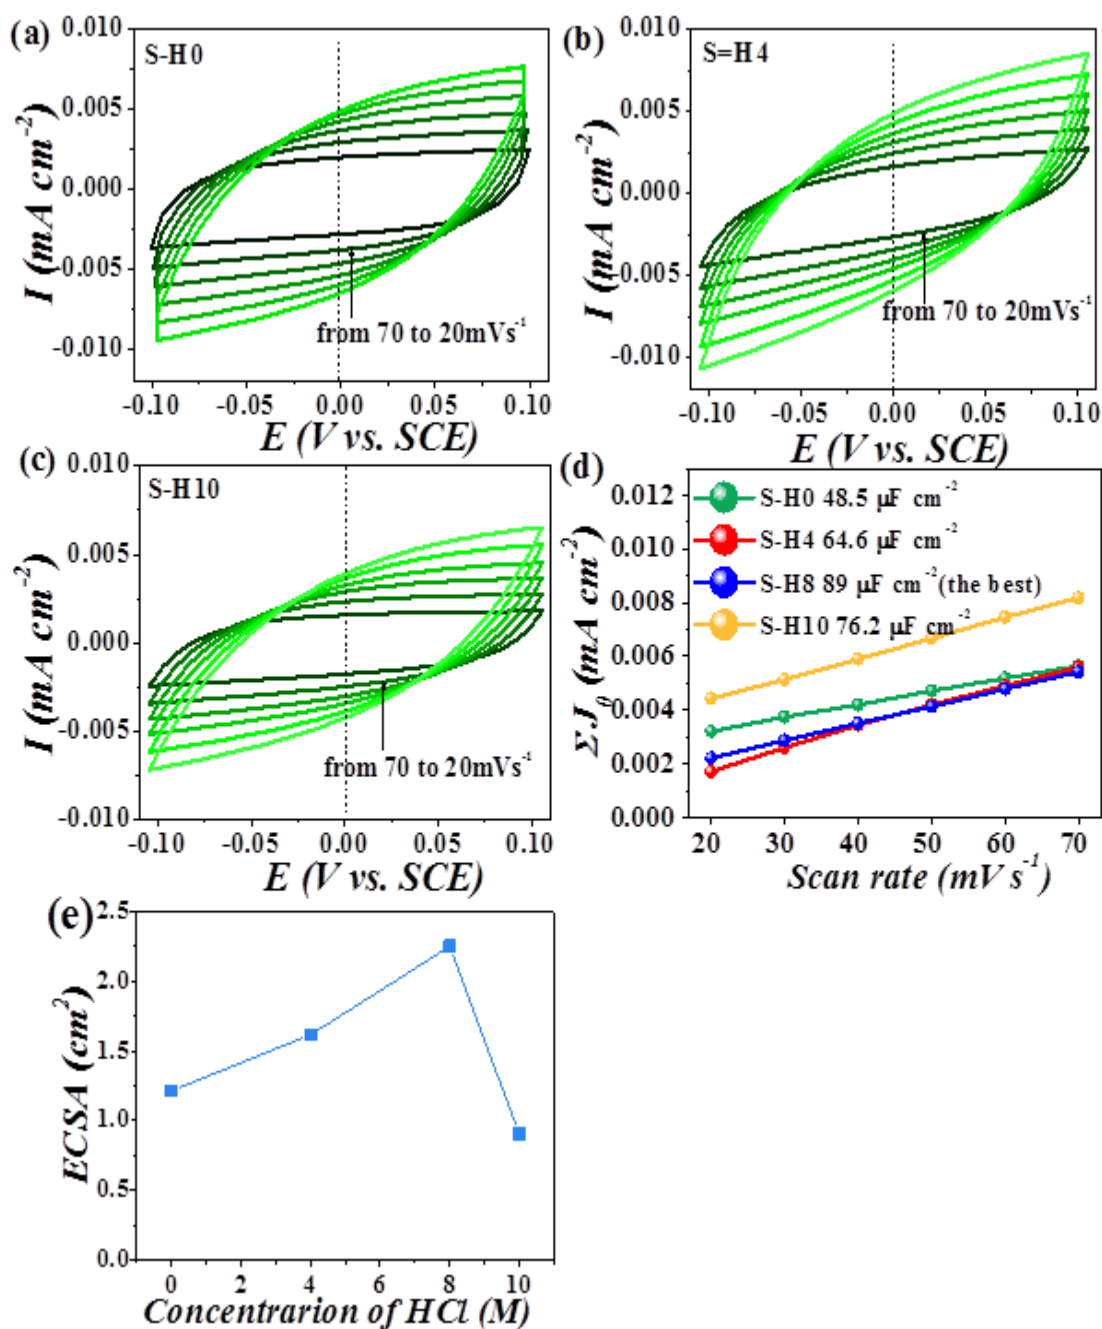 (a)
S-H0
0.010
0.005
0.000
-0.005
-0.010
I (mA cm⁻²)
from 70 to 20mVs⁻¹
-0.10 -0.05 0.00 0.05 0.10
E (V vs. SCE)
(b)
S=H4
0.010
0.005
0.000
-0.005
-0.010
I (mA cm⁻²)
from 70 to 20mVs⁻¹
-0.10 -0.05 0.00 0.05 0.10
E (V vs. SCE)
(c)
S-H10
0.010
0.005
0.000
-0.005
-0.010
I (mA cm⁻²)
from 70 to 20mVs⁻¹
-0.10 -0.05 0.00 0.05 0.10
E (V vs. SCE)
(d)
S-H0 48.5 μF cm⁻²
S-H4 64.6 μF cm⁻²
S-H8 89 μF cm⁻²(the best)
S-H10 76.2 μF cm⁻²
0.012
0.010
0.008
0.006
0.004
0.002
0.000
Σ.J₀ (mA cm⁻²)
20 30 40 50 60 70
Scan rate (mV s⁻¹)
(e)
2.5
2.0
1.5
1.0
0.5
0.0
ECSA (cm²)
0 2 4 6 8 10
Concentrarion of HCl (M)